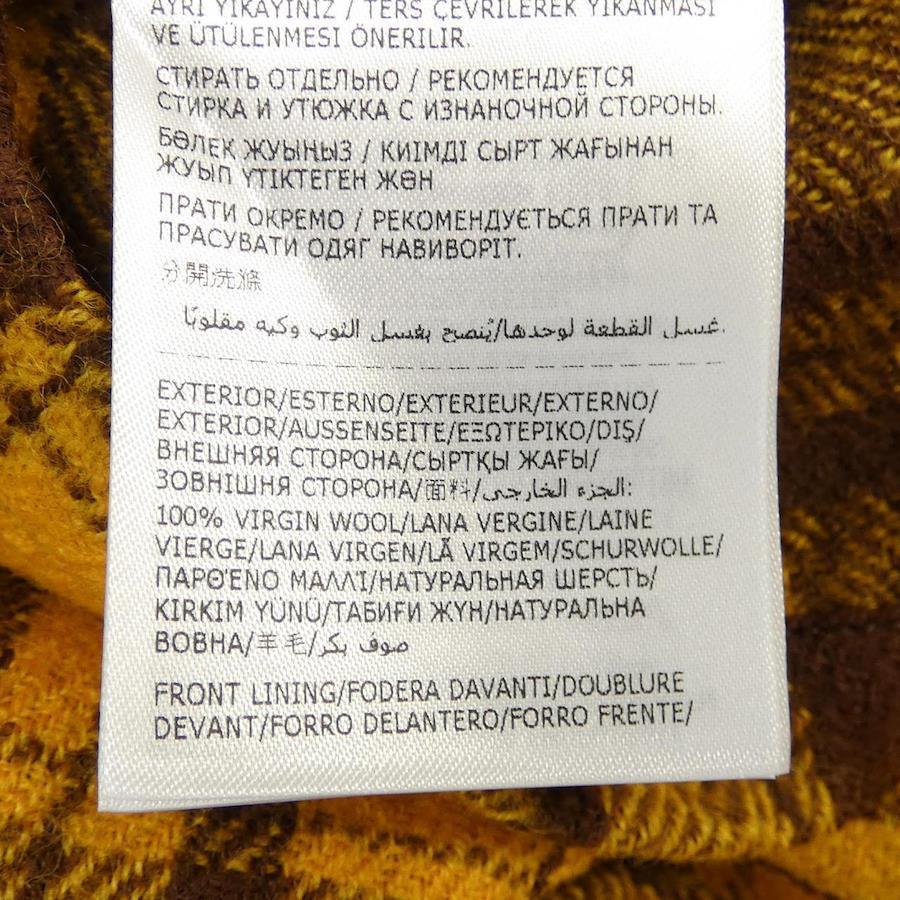 AYRI YIKAYINIZ / TERS ÇEVRİLEREK YIKANMASI
VE ÜTÜLENMESİ ÖNERİLİR.
СТИРАТЬ ОТДЕЛЬНО / РЕКОМЕНДУЕТСЯ
СТИРКА И УТЮЖКА С ИЗНАНОЧНОЙ СТОРОНЫ.
БӨЛЕК ЖУЫҢЫЗ / КИІМДІ СЫРТ ЖАҒЫНАН
ЖУЫП ҮТІКТЕГЕН ЖӨН
ПРАТИ ОКРЕМО / РЕКОМЕНДУЄТЬСЯ ПРАТИ ТА
ПРАСУВАТИ ОДЯГ НАВИВОРІТ.
分開洗滌
غسل القطعة لوحدها/يُنصح بغسل الثوب وكيه مقلوبًا.
EXTERIOR/ESTERNO/EXTERIEUR/EXTERNO/
EXTERIOR/AUSSENSEITE/ΕΞΩΤΕΡΙΚΟ/DIŞ/
ВНЕШНЯЯ СТОРОНА/СЫРТҚЫ ЖАҒЫ/
ЗОВНІШНЯ СТОРОНА/面料/الجزء الخارجي:
100% VIRGIN WOOL/LANA VERGINE/LAINE
VIERGE/LANA VIRGEN/LÃ VIRGEM/SCHURWOLLE/
ΠΑΡΘΈΝΟ ΜΑΛΛΊ/НАТУРАЛЬНАЯ ШЕРСТЬ/
KIRKIM YÜNÜ/ТАБИҒИ ЖҮН/НАТУРАЛЬНА
ВОВНА/羊毛/صوف بكر
FRONT LINING/FODERA DAVANTI/DOUBLURE
DEVANT/FORRO DELANTERO/FORRO FRENTE/